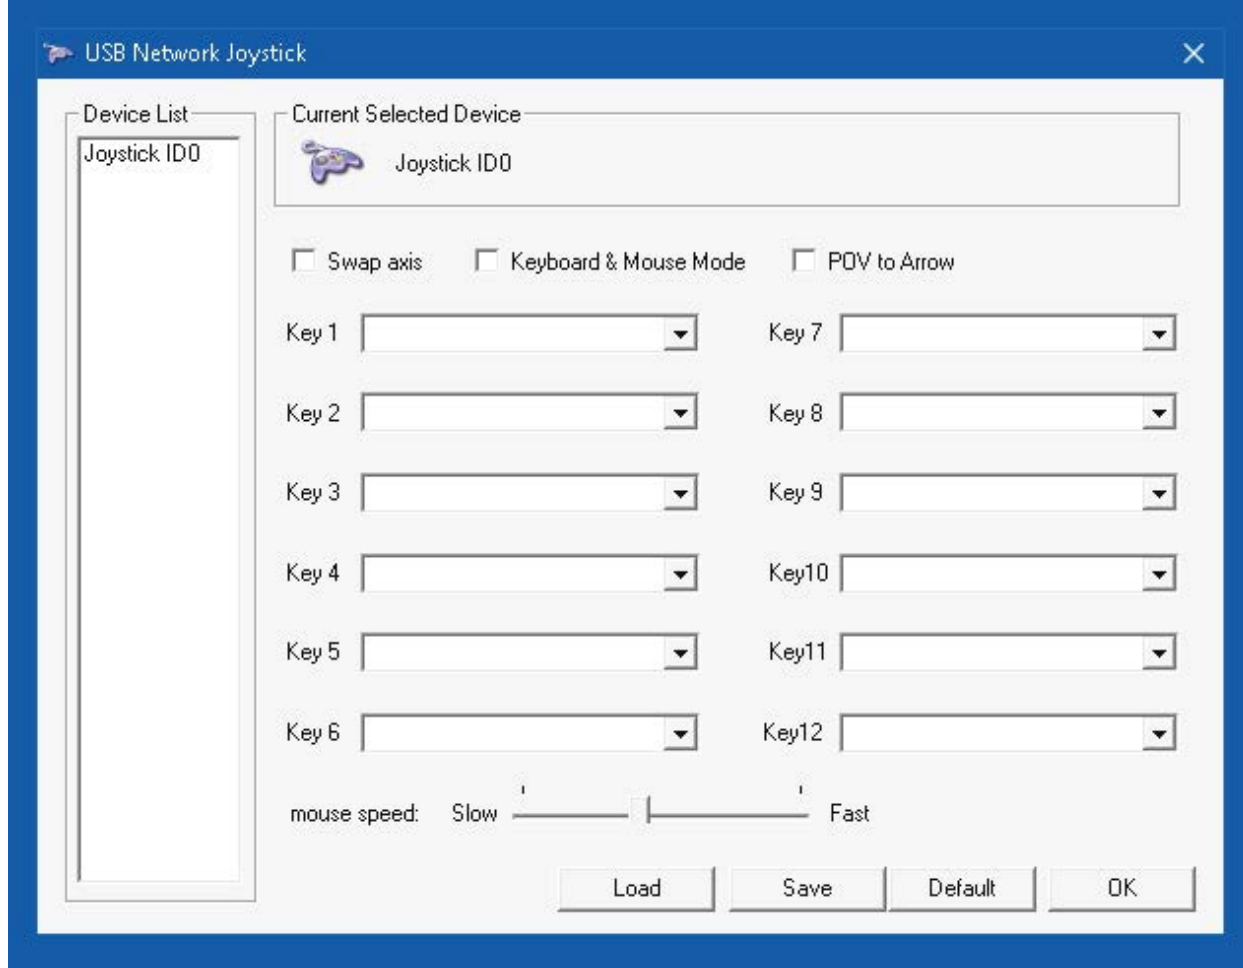 USB Network Joystick
Device List
Joystick ID0
Current Selected Device
Joystick ID0
Swap axis Keyboard & Mouse Mode POV to Arrow
Key 1 Key 7
Key 2 Key 8
Key 3 Key 9
Key 4 Key10
Key 5 Key11
Key 6 Key12
mouse speed: Slow Fast
Load Save Default OK